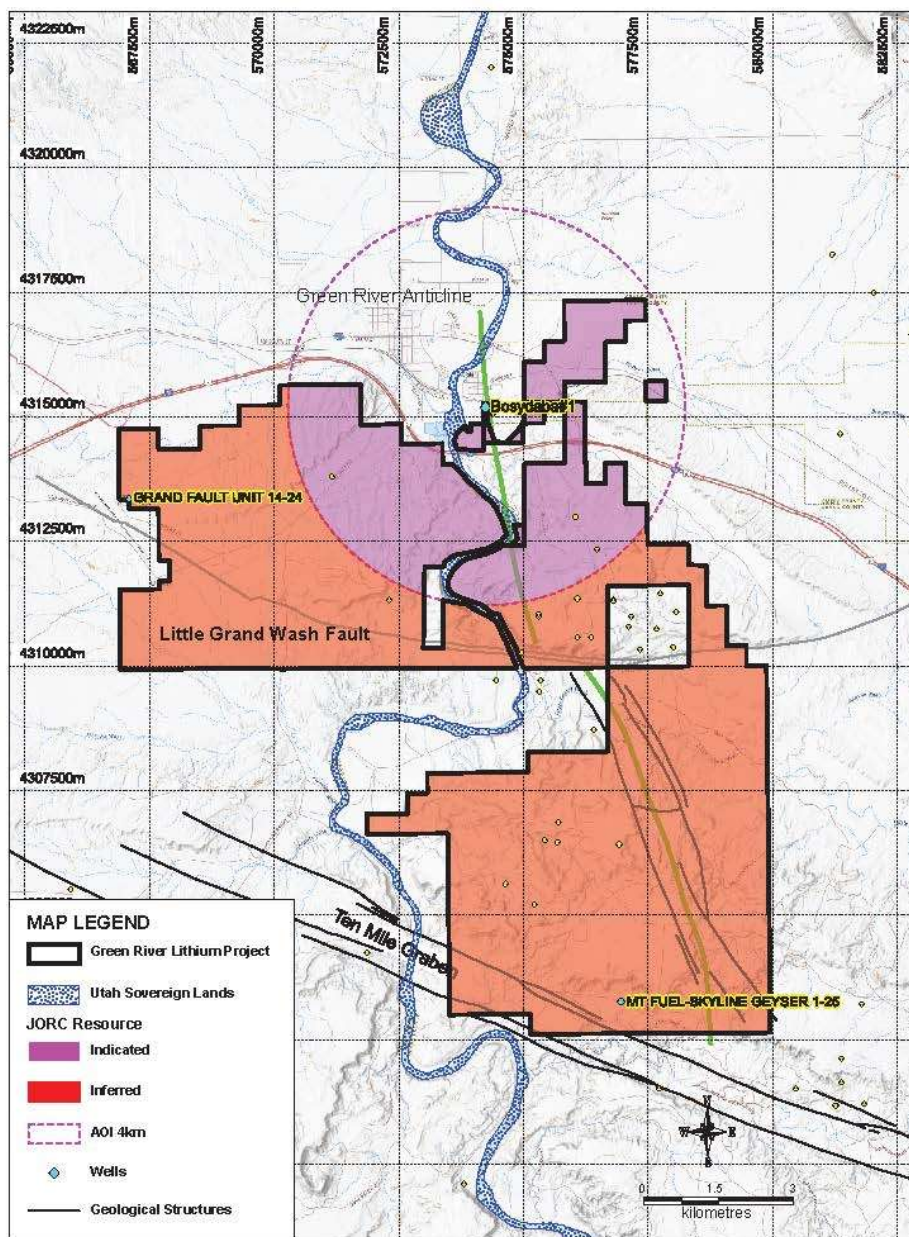 4322500m
567500m
570000m
572500m
575000m
577500m
580000m
582500m
4320000m
4317500m
Green River Anticline
4315000m
Bosydaba#1
GRAND FAULT UNIT 14-24
4312500m
Little Grand Wash Fault
4310000m
4307500m
Ten Mile Graben
MT FUEL-SKYLINE GEYSER 1-25
MAP LEGEND
Green River Lithium Project
Utah Sovereign Lands
JORC Resource
Indicated
Inferred
AOI 4km
Wells
Geological Structures
N
W E
S
0 1.5 3
kilometres